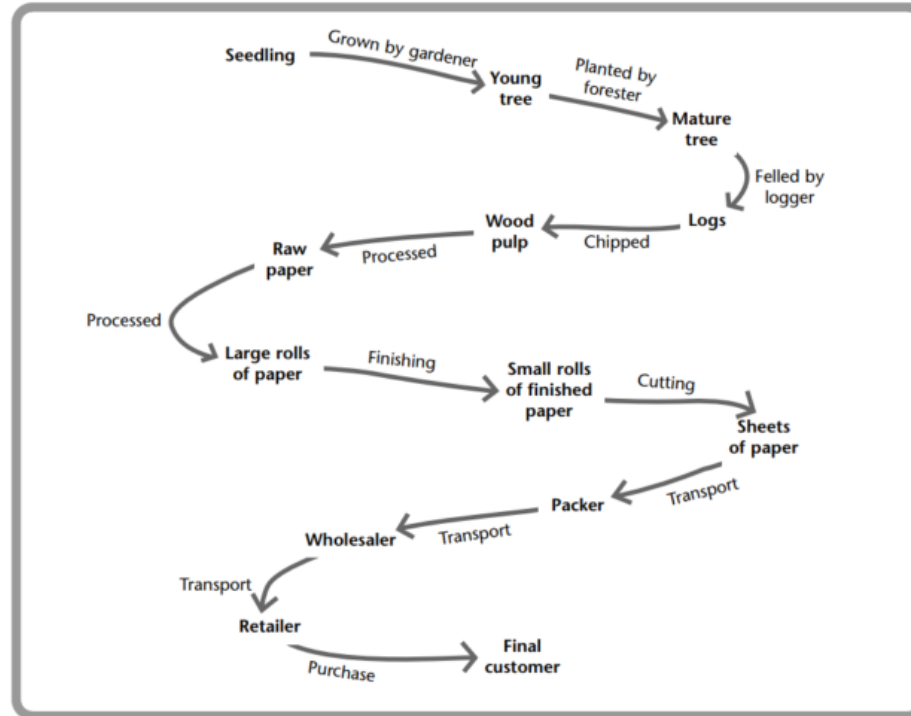 Seedling
Grown by gardener
Young
tree
Planted by
forester
Mature
tree
Felled by
logger
Logs
Chipped
Wood
pulp
Processed
Raw
paper
Processed
Large rolls
of paper
Finishing
Small rolls
of finished
paper
Cutting
Sheets
of paper
Transport
Packer
Transport
Wholesaler
Transport
Retailer
Purchase
Final
customer